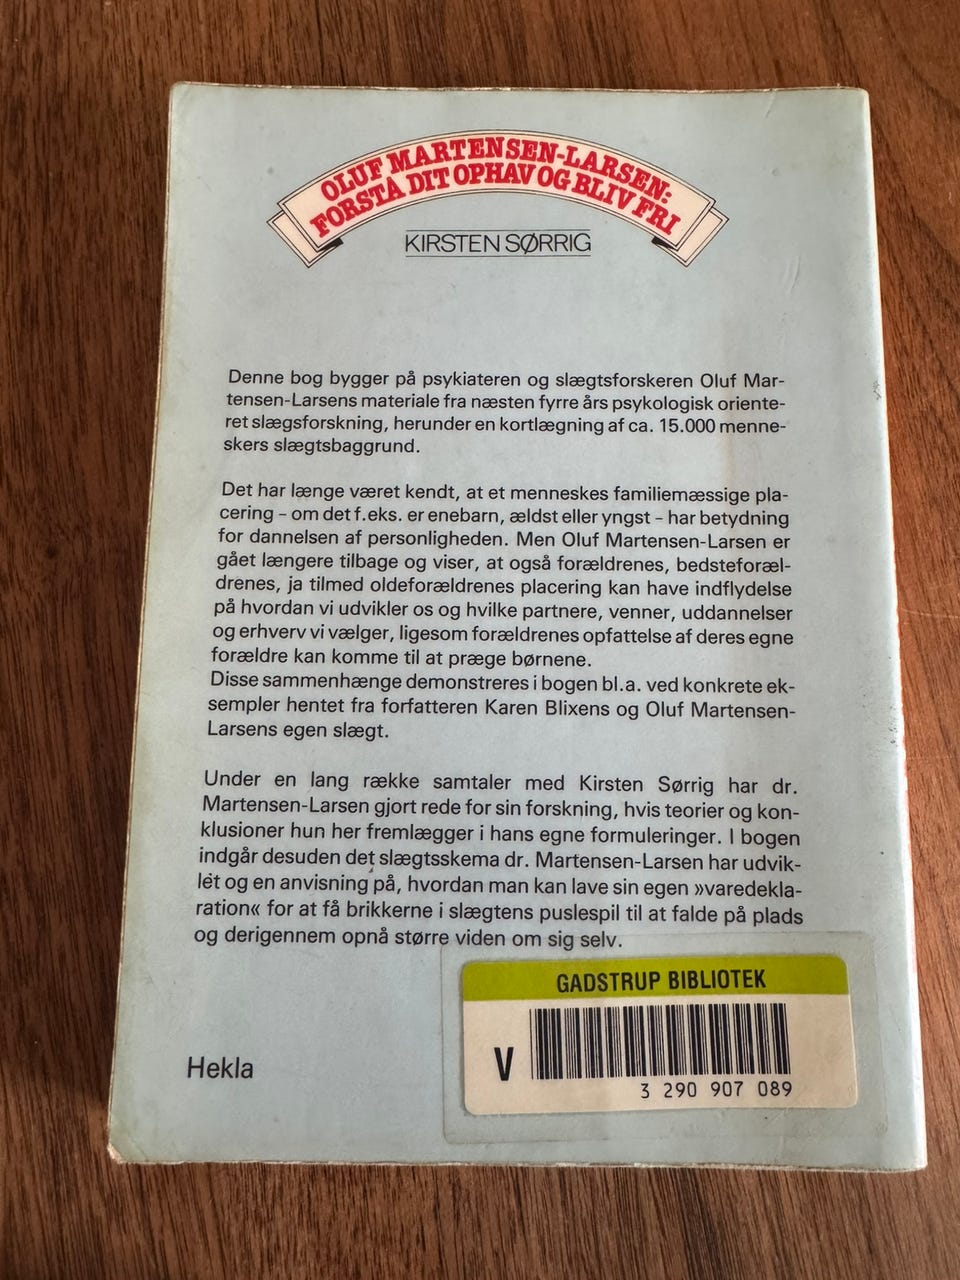 OLUF MARTENSEN-LARSEN:
FORSTÅ DIT OPHAV OG BLIV FRI
KIRSTEN SØRRIG
Denne bog bygger på psykiateren og slægtsforskeren Oluf Mar-
tensen-Larsens materiale fra næsten fyrre års psykologisk oriente-
ret slægsforskning, herunder en kortlægning af ca. 15.000 menne-
skers slægtsbaggrund.
Det har længe været kendt, at et menneskes familiemæssige pla-
cering – om det f.eks. er enebarn, ældst eller yngst – har betydning
for dannelsen af personligheden. Men Oluf Martensen-Larsen er
gået længere tilbage og viser, at også forældrenes, bedsteforæl-
drenes, ja tilmed oldeforældrenes placering kan have indflydelse
på hvordan vi udvikler os og hvilke partnere, venner, uddannelser
og erhverv vi vælger, ligesom forældrenes opfattelse af deres egne
forældre kan komme til at præge børnene.
Disse sammenhænge demonstreres i bogen bl.a. ved konkrete ek-
sempler hentet fra forfatteren Karen Blixens og Oluf Martensen-
Larsens egen slægt.
Under en lang række samtaler med Kirsten Sørrig har dr.
Martensen-Larsen gjort rede for sin forskning, hvis teorier og kon-
klusioner hun her fremlægger i hans egne formuleringer. I bogen
indgår desuden det slægtsskema dr. Martensen-Larsen har udvik-
let og en anvisning på, hvordan man kan lave sin egen »varedekla-
ration« for at få brikkerne i slægtens puslespil til at falde på plads
og derigennem opnå større viden om sig selv.
GADSTRUP BIBLIOTEK
V
3 290 907 089
Hekla